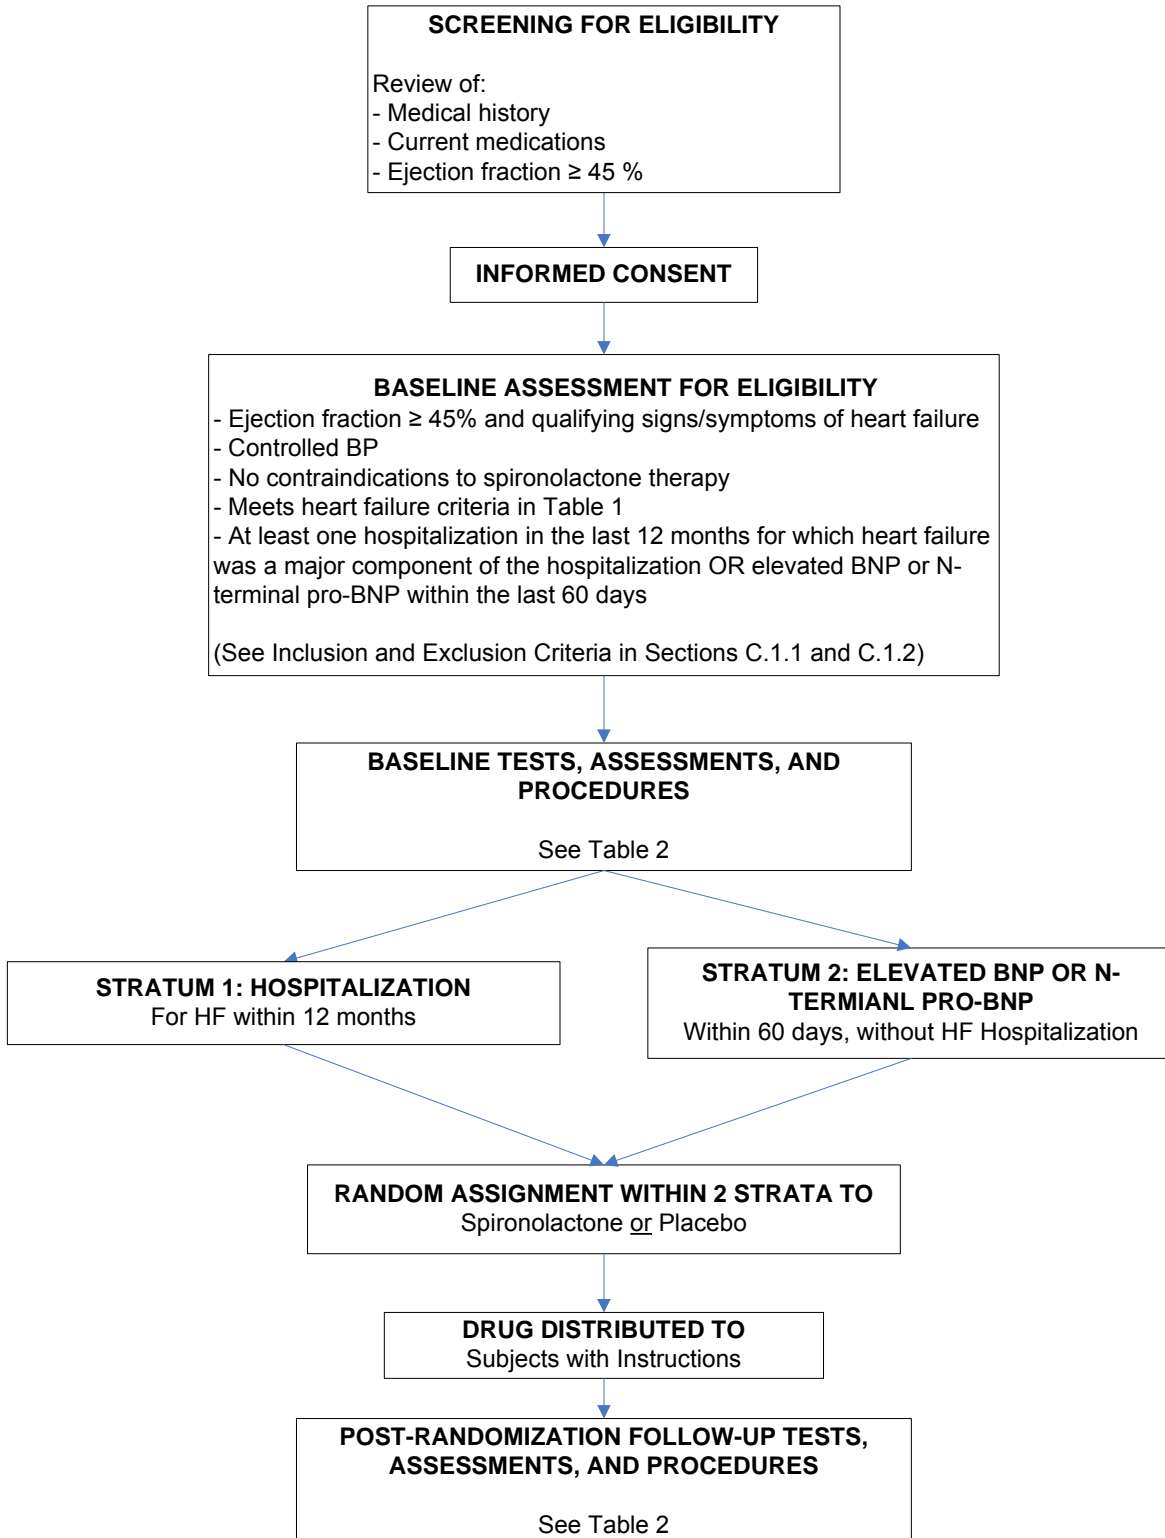 SCREENING FOR ELIGIBILITY
Review of:
- Medical history
- Current medications
- Ejection fraction ≥ 45 %
INFORMED CONSENT
BASELINE ASSESSMENT FOR ELIGIBILITY
- Ejection fraction ≥ 45% and qualifying signs/symptoms of heart failure
- Controlled BP
- No contraindications to spironolactone therapy
- Meets heart failure criteria in Table 1
- At least one hospitalization in the last 12 months for which heart failure
was a major component of the hospitalization OR elevated BNP or N-
terminal pro-BNP within the last 60 days
(See Inclusion and Exclusion Criteria in Sections C.1.1 and C.1.2)
BASELINE TESTS, ASSESSMENTS, AND
PROCEDURES
See Table 2
STRATUM 1: HOSPITALIZATION
For HF within 12 months
STRATUM 2: ELEVATED BNP OR N-
TERMIANL PRO-BNP
Within 60 days, without HF Hospitalization
RANDOM ASSIGNMENT WITHIN 2 STRATA TO
Spironolactone or Placebo
DRUG DISTRIBUTED TO
Subjects with Instructions
POST-RANDOMIZATION FOLLOW-UP TESTS,
ASSESSMENTS, AND PROCEDURES
See Table 2